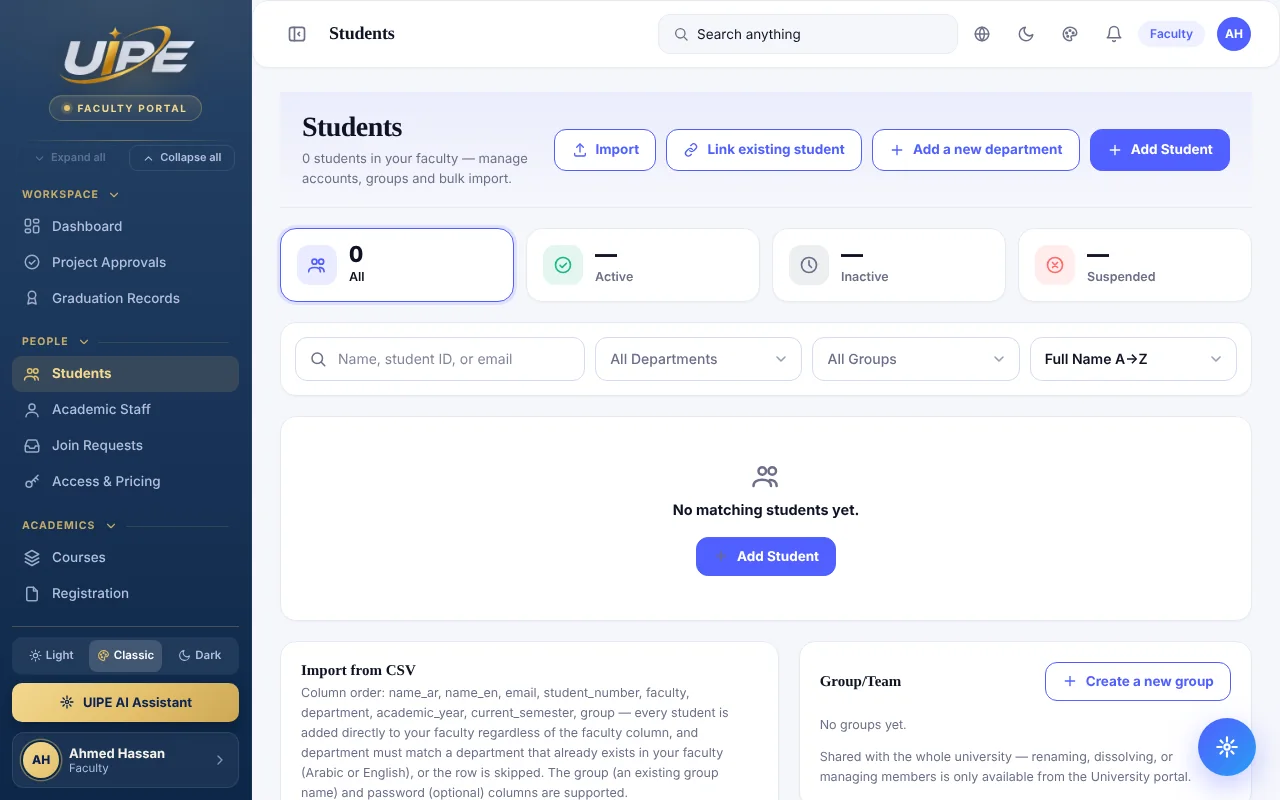 UIPE
FACULTY PORTAL
Expand all
Collapse all
WORKSPACE
Dashboard
Project Approvals
Graduation Records
PEOPLE
Students
Academic Staff
Join Requests
Access & Pricing
ACADEMICS
Courses
Registration
Light
Classic
Dark
UIPE AI Assistant
AH
Ahmed Hassan
Faculty
Students
Search anything
Faculty
AH
Students
0 students in your faculty — manage
accounts, groups and bulk import.
Import
Link existing student
Add a new department
Add Student
0
All
—
Active
—
Inactive
—
Suspended
Name, student ID, or email
All Departments
All Groups
Full Name A→Z
No matching students yet.
Add Student
Import from CSV
Column order: name_ar, name_en, email, student_number, faculty,
department, academic_year, current_semester, group — every student is
added directly to your faculty regardless of the faculty column, and
department must match a department that already exists in your faculty
(Arabic or English), or the row is skipped. The group (an existing group
name) and password (optional) columns are supported.
Group/Team
Create a new group
No groups yet.
Shared with the whole university — renaming, dissolving, or
managing members is only available from the University portal.